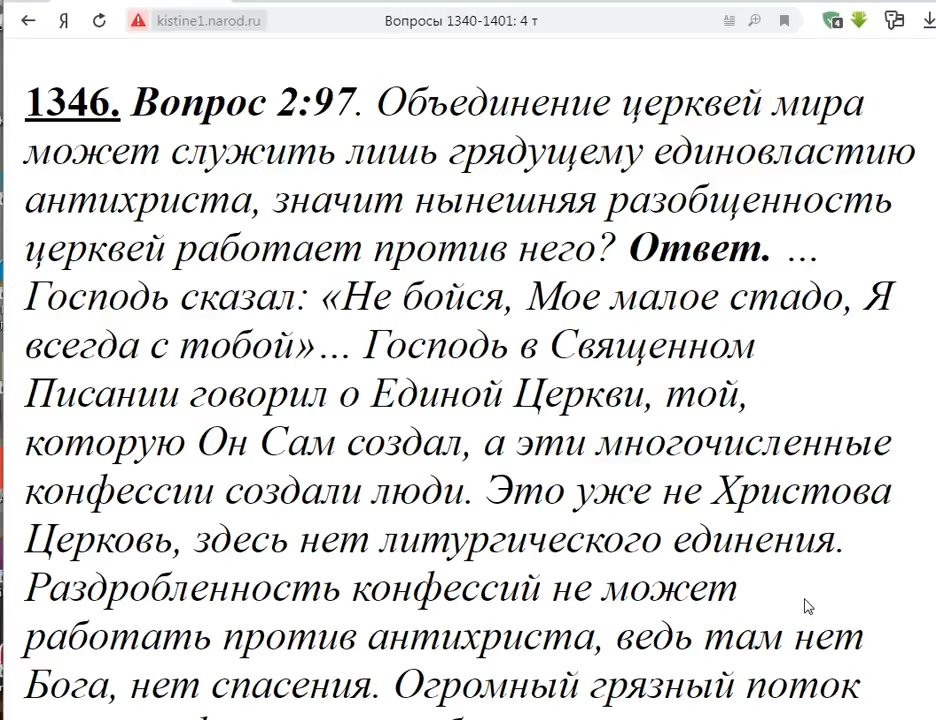 Я kistine1.narod.ru Вопросы 1340-1401: 4 т 4
1346. Вопрос 2:97. Объединение церквей мира
может служить лишь грядущему единовластию
антихриста, значит нынешняя разобщенность
церквей работает против него? Ответ. …
Господь сказал: «Не бойся, Мое малое стадо, Я
всегда с тобой»… Господь в Священном
Писании говорил о Единой Церкви, той,
которую Он Сам создал, а эти многочисленные
конфессии создали люди. Это уже не Христова
Церковь, здесь нет литургического единения.
Раздробленность конфессий не может
работать против антихриста, ведь там нет
Бога, нет спасения. Огромный грязный поток